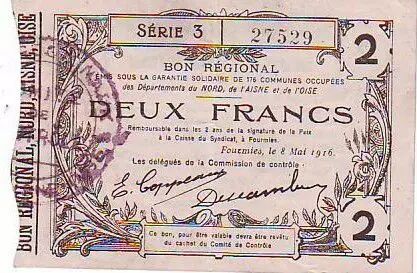 SÉRIE 3
27529
2
BON RÉGIONAL
ÉMIS SOUS LA GARANTIE SOLIDAIRE DE 176 COMMUNES OCCUPÉES
des Départements du NORD, de l'AISNE et de l'OISE
DEUX FRANCS
Remboursable dans les 2 ans de la signature de la Paix
à la Caisse du Syndicat, à Fourmies.
Fourmies, le 8 Mai 1916.
Les délégués de la Commission de contrôle:
2
Ce bon, pour être valable devra être revêtu
du cachet du Comité de Contrôle
BON RÉGIONAL, NORD, AISNE, OISE